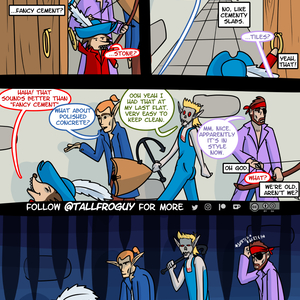 ...FANCY CEMENT?
STONE?
NO, LIKE
CEMENTY
SLABS.
TILES?
YEAH,
THAT!
HAHA! THAT
SOUNDS BETTER THAN
"FANCY CEMENT".
WHAT ABOUT
POLISHED
CONCRETE?
OOH YEAH I
HAD THAT AT
MY LAST FLAT,
VERY EASY TO
KEEP CLEAN.
MM, NICE.
APPARENTLY
IT'S IN
STYLE NOW.
OH GOD
WHAT?
WE'RE OLD,
AREN'T WE?
FOLLOW @TALLFROGUY FOR MORE